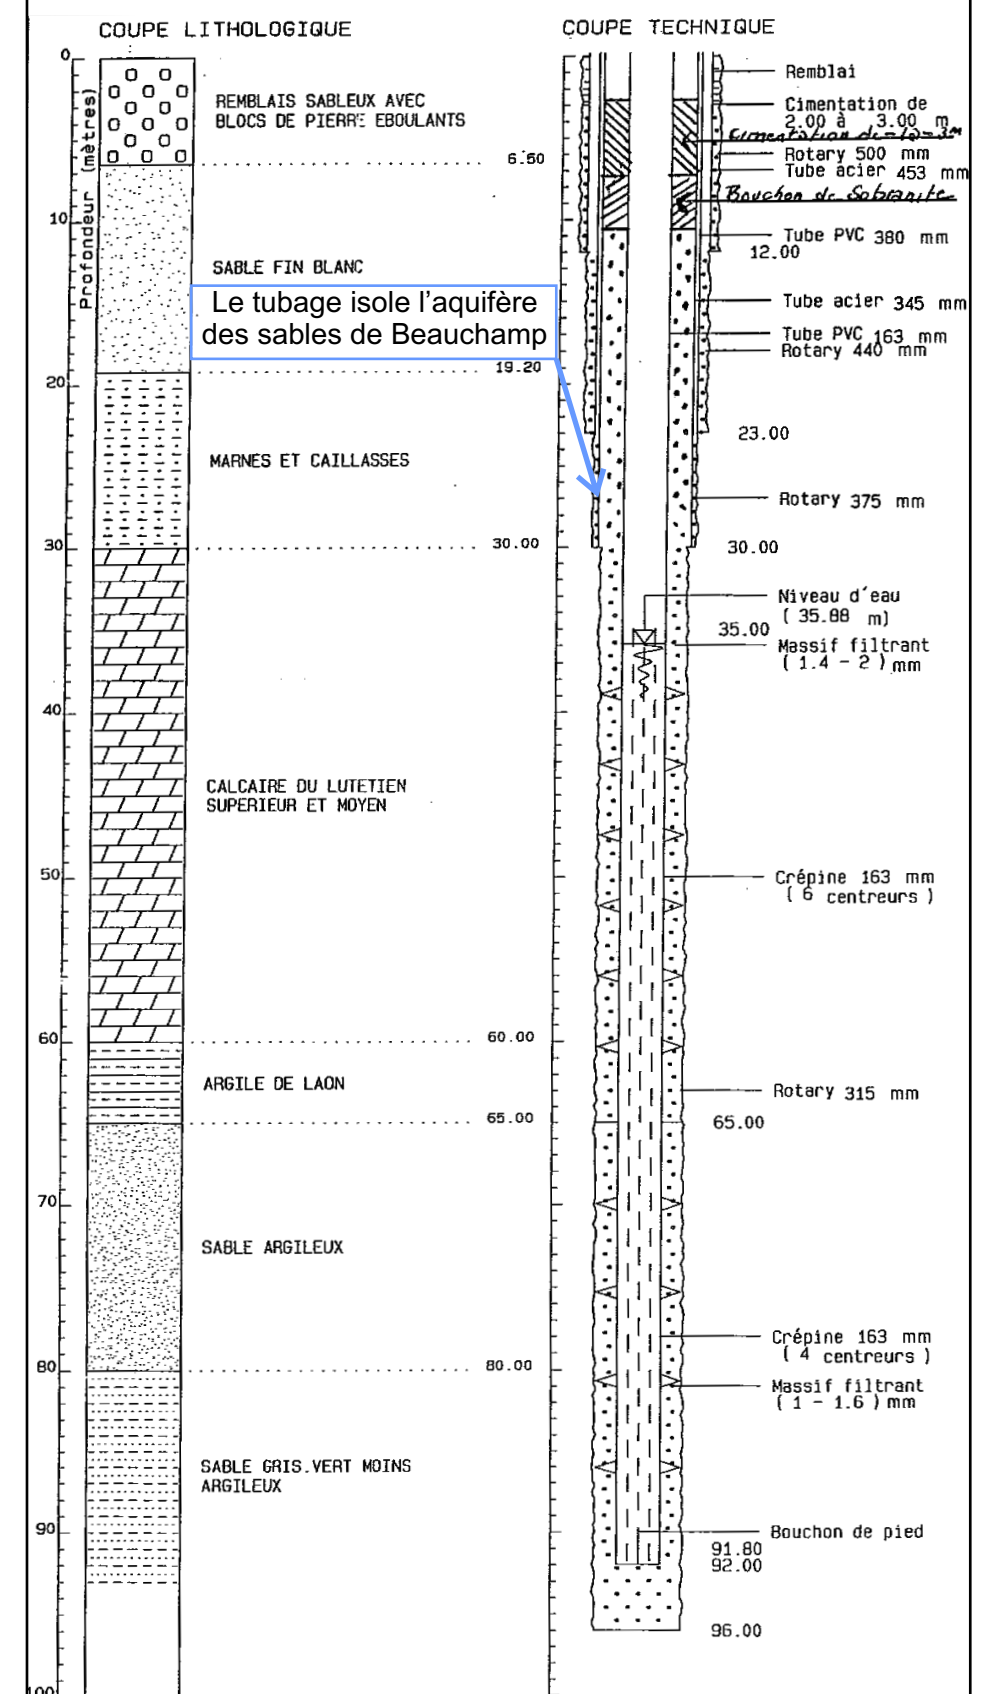 COUPE LITHOLOGIQUE
COUPE TECHNIQUE
Profondeur (mètres)
0
10
20
30
40
50
60
70
80
90
100
REMBLAIS SABLEUX AVEC
BLOCS DE PIERRE EBOULANTS
6.50
SABLE FIN BLANC
Le tubage isole l’aquifère
des sables de Beauchamp
19.20
MARNES ET CAILLASSES
30.00
CALCAIRE DU LUTETIEN
SUPERIEUR ET MOYEN
60.00
ARGILE DE LAON
65.00
SABLE ARGILEUX
80.00
SABLE GRIS.VERT MOINS
ARGILEUX
Remblai
Cimentation de
2.00 à 3.00 m
Cimentation de
Rotary 500 mm
Tube acier 453 mm
Bouchon de Sobranite
Tube PVC 380 mm
12.00
Tube acier 345 mm
Tube PVC 163 mm
Rotary 440 mm
23.00
Rotary 375 mm
30.00
Niveau d'eau
( 35.88 m)
35.00
Massif filtrant
( 1.4 - 2 ) mm
Crépine 163 mm
( 6 centreurs )
Rotary 315 mm
65.00
Crépine 163 mm
( 4 centreurs )
Massif filtrant
( 1 - 1.6 ) mm
Bouchon de pied
91.80
92.00
96.00